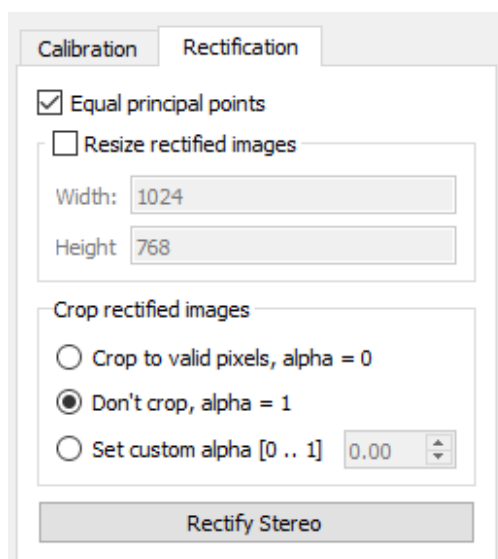 Calibration Rectification
Equal principal points
Resize rectified images
Width: 1024
Height 768
Crop rectified images
Crop to valid pixels, alpha = 0
Don't crop, alpha = 1
Set custom alpha [0 .. 1] 0.00
Rectify Stereo